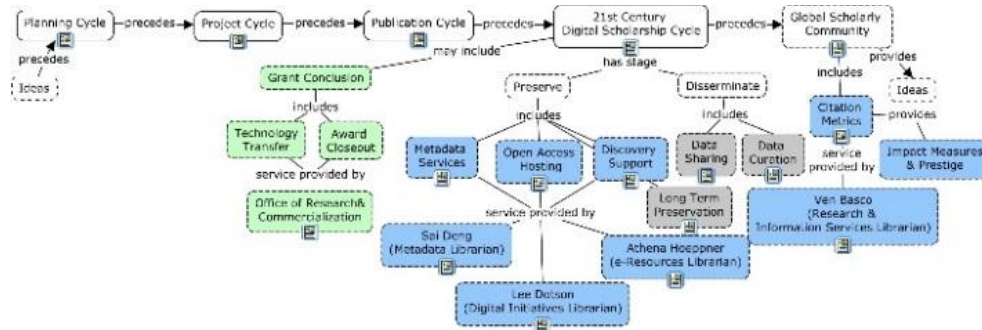 Planning Cycle
precedes
Project Cycle
precedes
Publication Cycle
precedes
21st Century
Digital Scholarship Cycle
precedes
Global Scholarly
Community
precedes
Ideas
may include
has stage
includes
provides
Ideas
Grant Conclusion
Preserve
Disseminate
Citation
Metrics
provides
includes
includes
includes
Technology
Transfer
Award
Closeout
Metadata
Services
Open Access
Hosting
Discovery
Support
Data
Sharing
Data
Curation
service
provided by
Impact Measures
& Prestige
service provided by
Long Term
Preservation
Office of Research&
Commercialization
service provided by
Ven Basco
(Research &
Information Services Librarian)
Sai Deng
(Metadata Librarian)
Athena Hoeppner
(e-Resources Librarian)
Lee Dotson
(Digital Initiatives Librarian)